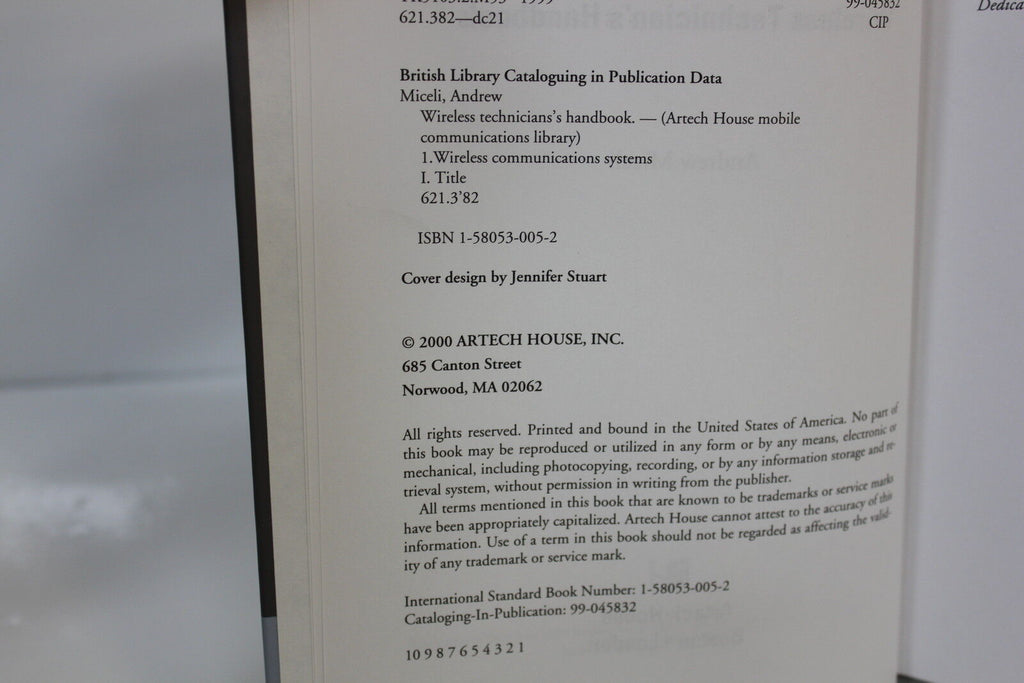 621.382—dc21
99-045832
CIP
British Library Cataloguing in Publication Data
Miceli, Andrew
Wireless technicians's handbook. — (Artech House mobile
communications library)
1.Wireless communications systems
I. Title
621.3'82
ISBN 1-58053-005-2
Cover design by Jennifer Stuart
© 2000 ARTECH HOUSE, INC.
685 Canton Street
Norwood, MA 02062
All rights reserved. Printed and bound in the United States of America. No part of
this book may be reproduced or utilized in any form or by any means, electronic or
mechanical, including photocopying, recording, or by any information storage and re-
trieval system, without permission in writing from the publisher.
All terms mentioned in this book that are known to be trademarks or service marks
have been appropriately capitalized. Artech House cannot attest to the accuracy of this
information. Use of a term in this book should not be regarded as affecting the valid-
ity of any trademark or service mark.
International Standard Book Number: 1-58053-005-2
Cataloging-In-Publication: 99-045832
10 9 8 7 6 5 4 3 2 1
Dedica